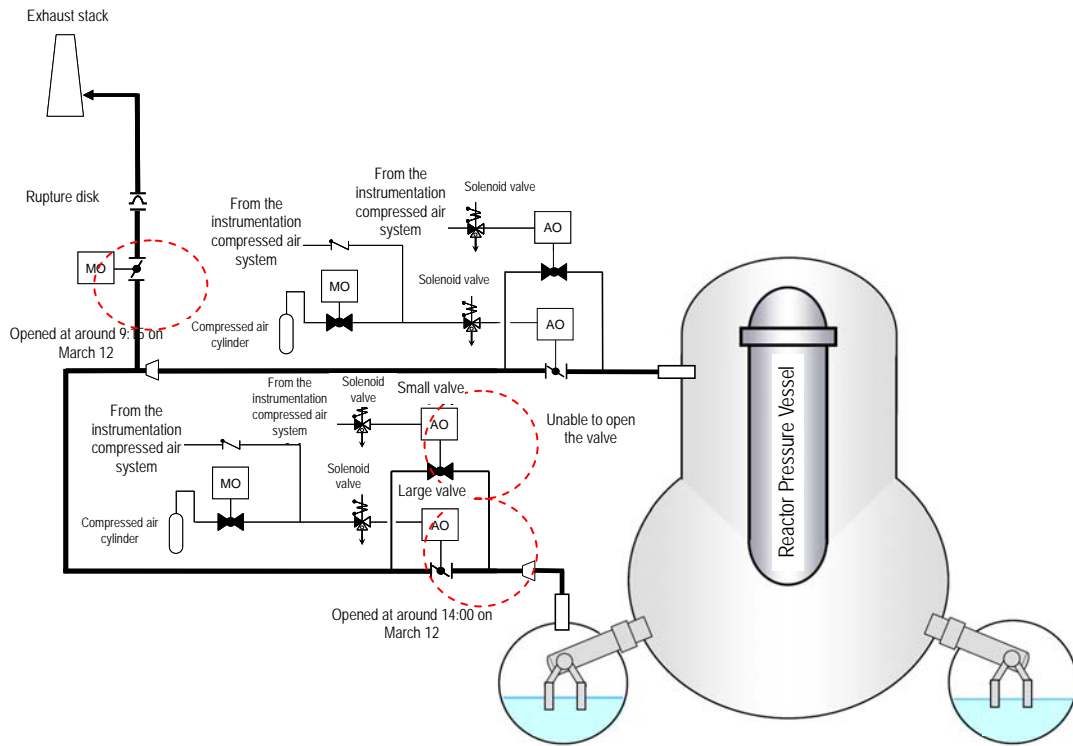 Exhaust stack
Rupture disk
MO
Opened at around 9:15 on
March 12
From the
instrumentation
compressed air
system
From the
instrumentation
compressed air
system
Solenoid valve
AO
MO
Solenoid valve
AO
Compressed air
cylinder
From the
instrumentation
compressed air
system
From the
instrumentation
compressed air
system
Solenoid
valve
Small valve
AO
Unable to open
the valve
MO
Solenoid
valve
Large valve
AO
Compressed air
cylinder
Opened at around 14:00 on
March 12
Reactor Pressure Vessel